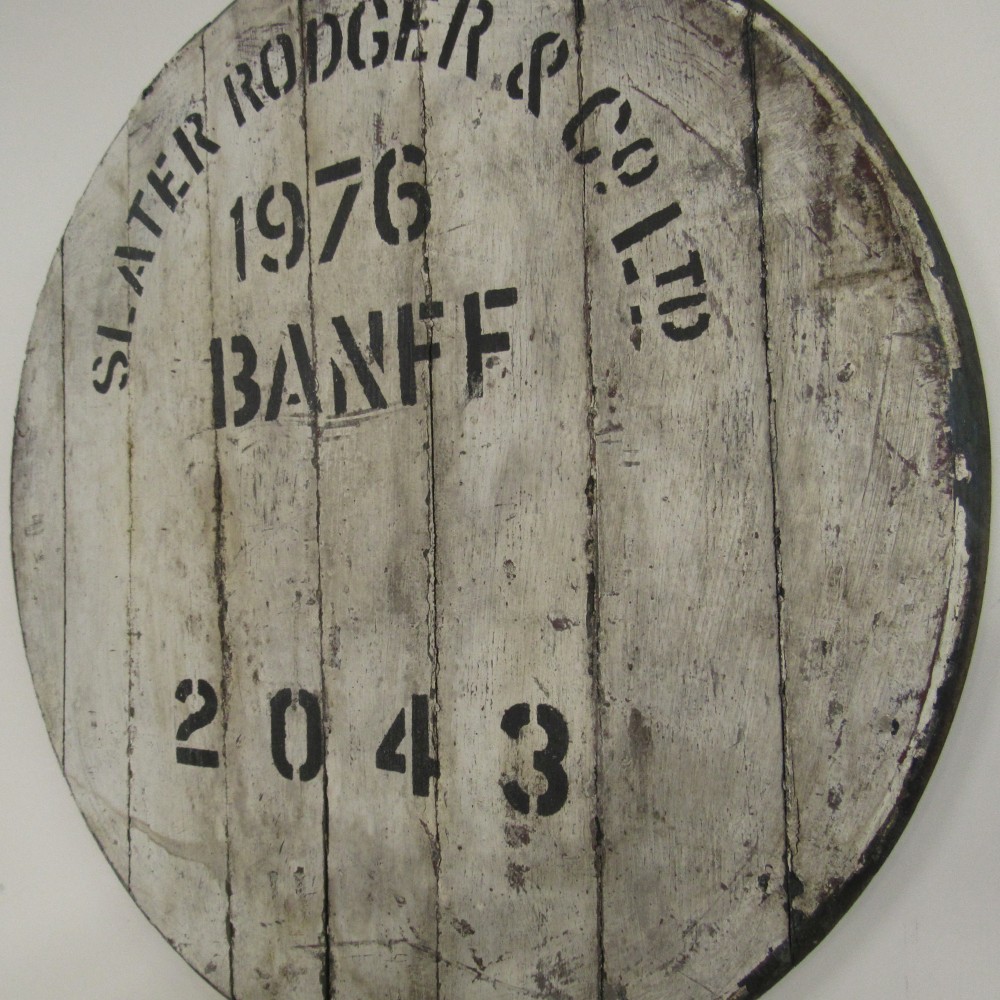 SLATER RODGER & CO. LTD
1976
BANFF
2043